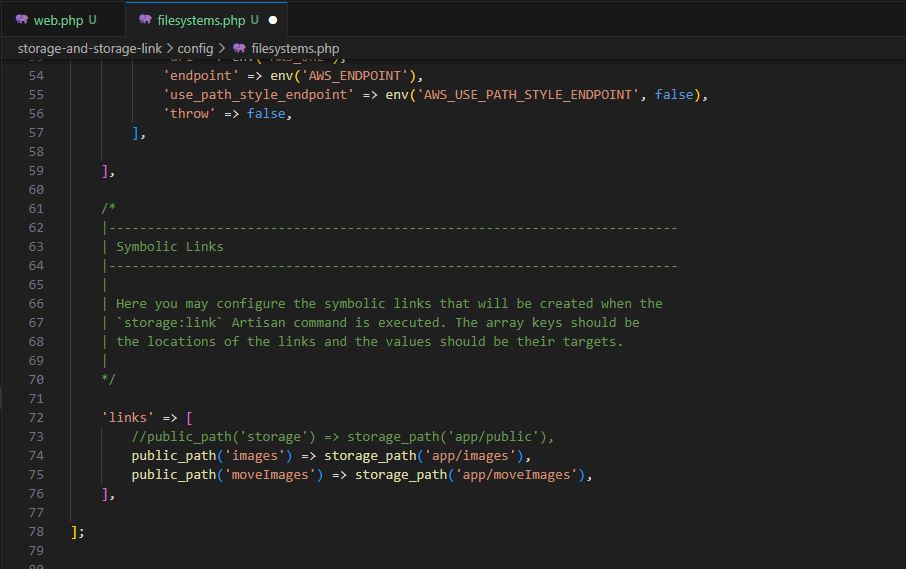 web.php U
filesystems.php U
storage-and-storage-link > config > filesystems.php
54 'endpoint' => env('AWS_ENDPOINT'),
55 'use_path_style_endpoint' => env('AWS_USE_PATH_STYLE_ENDPOINT', false),
56 'throw' => false,
57 ],
58
59 ],
60
61 /*
62 |--------------------------------------------------------------------------
63 | Symbolic Links
64 |--------------------------------------------------------------------------
65 |
66 | Here you may configure the symbolic links that will be created when the
67 | `storage:link` Artisan command is executed. The array keys should be
68 | the locations of the links and the values should be their targets.
69 |
70 */
71
72 'links' => [
73 //public_path('storage') => storage_path('app/public'),
74 public_path('images') => storage_path('app/images'),
75 public_path('moveImages') => storage_path('app/moveImages'),
76 ],
77
78 ];
79